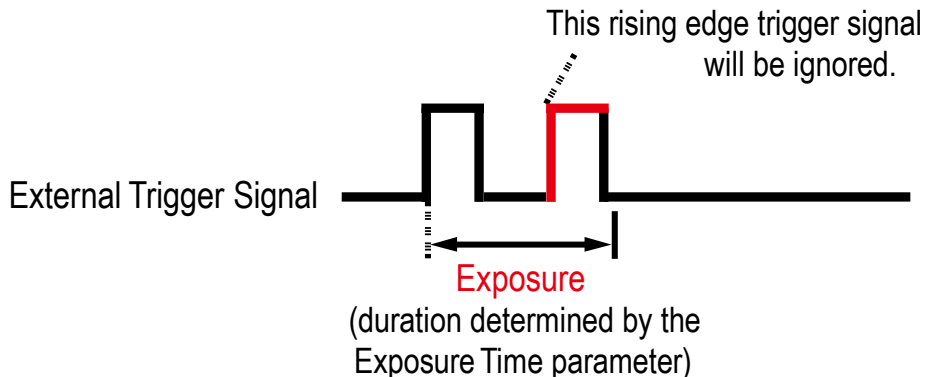 This rising edge trigger signal
will be ignored.
External Trigger Signal
Exposure
(duration determined by the
Exposure Time parameter)